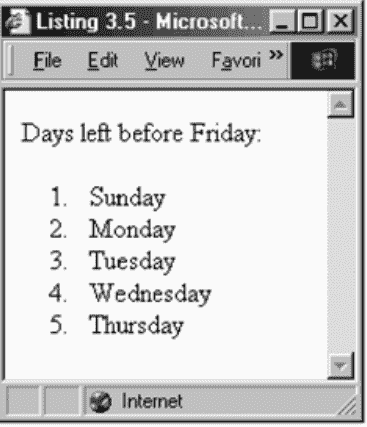 Listing 3.5 - Microsoft...
File Edit View Favori »
Days left before Friday:
1. Sunday
2. Monday
3. Tuesday
4. Wednesday
5. Thursday
Internet